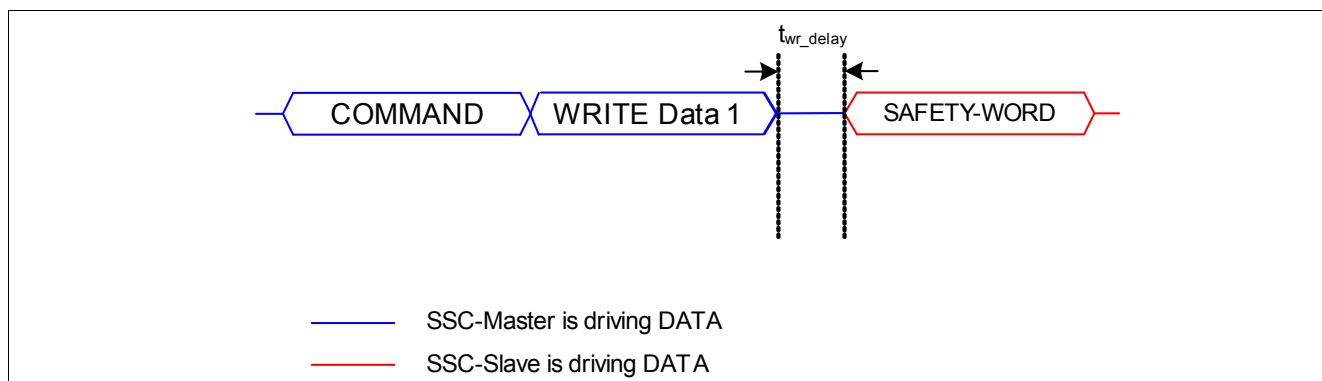 twr_delay
COMMAND WRITE Data 1 SAFETY-WORD
SSC-Master is driving DATA
SSC-Slave is driving DATA